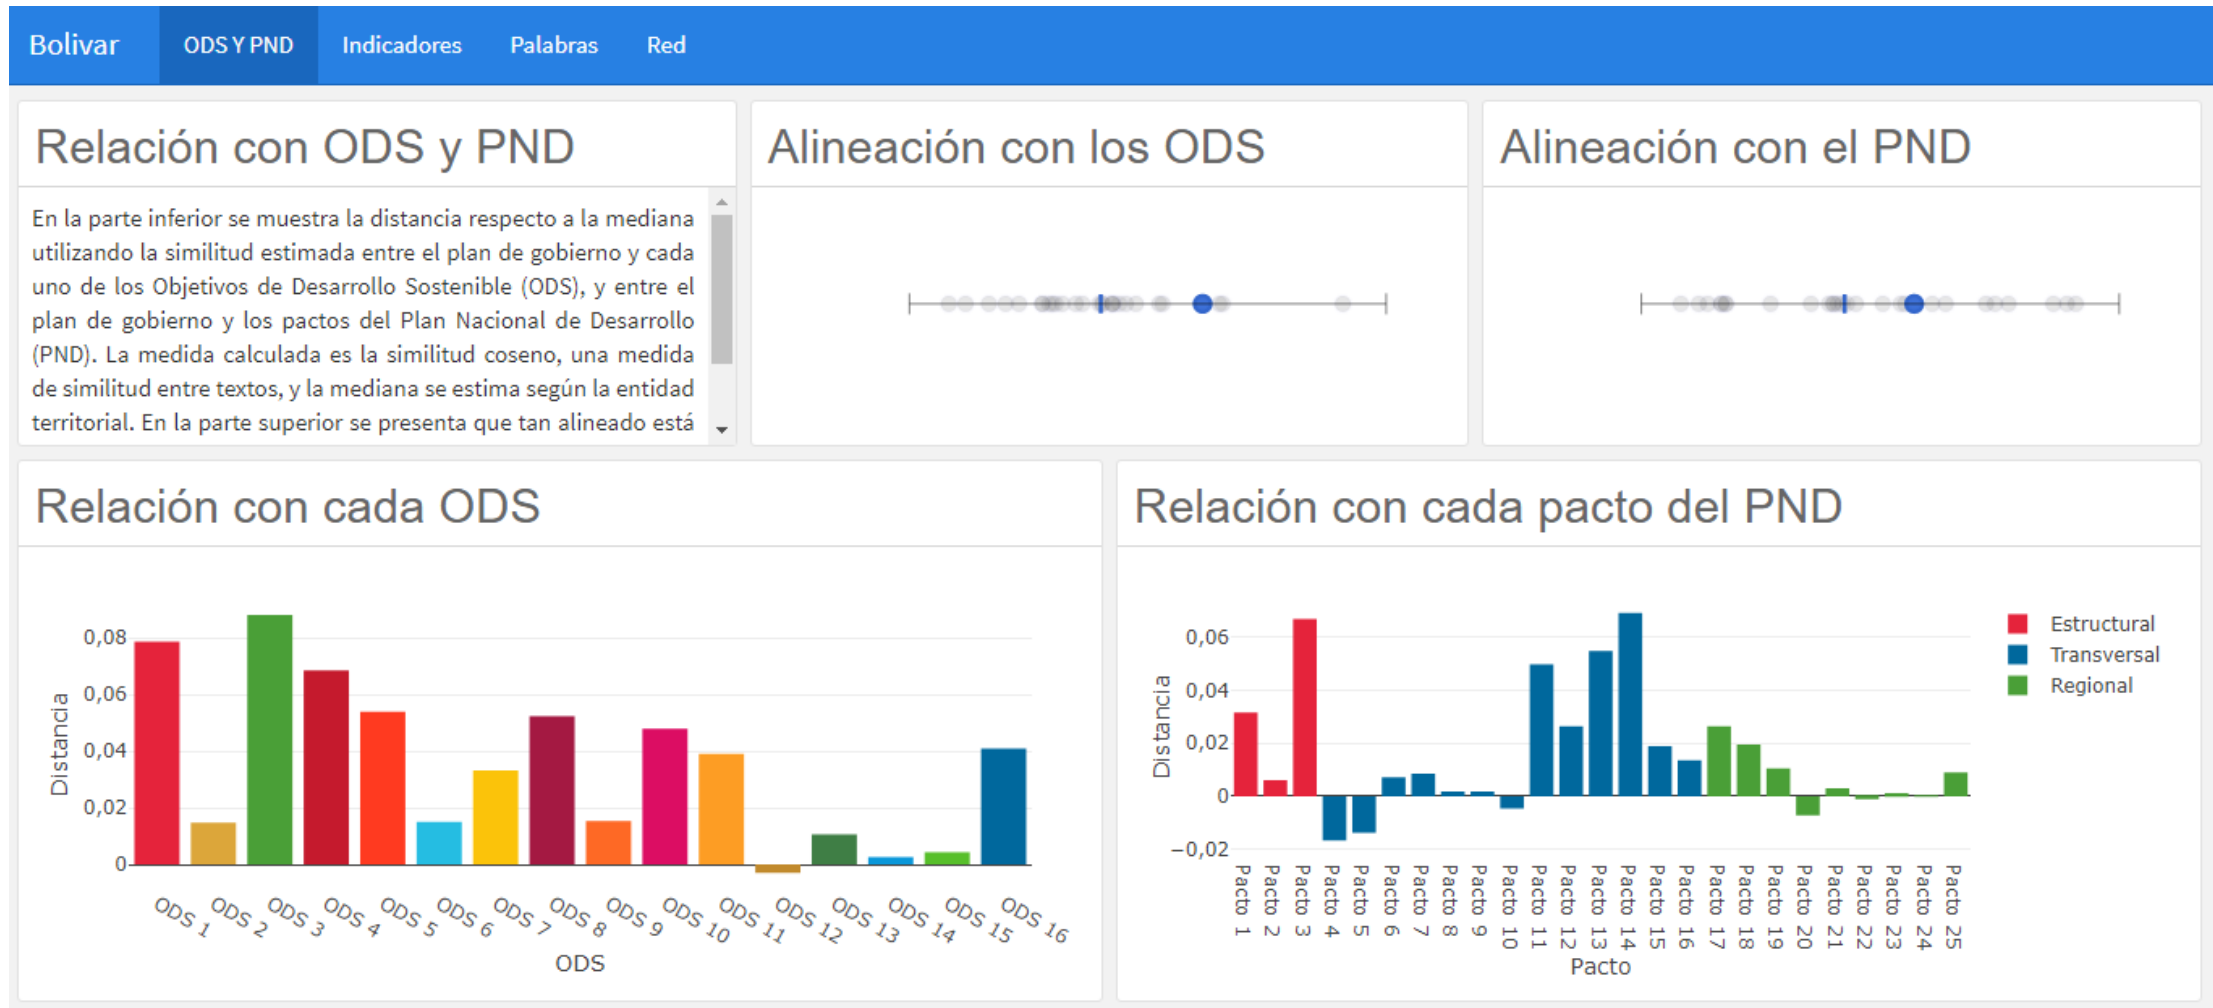 Bolivar
ODS Y PND
Indicadores
Palabras
Red
Relación con ODS y PND
En la parte inferior se muestra la distancia respecto a la mediana
utilizando la similitud estimada entre el plan de gobierno y cada
uno de los Objetivos de Desarrollo Sostenible (ODS), y entre el
plan de gobierno y los pactos del Plan Nacional de Desarrollo
(PND). La medida calculada es la similitud coseno, una medida
de similitud entre textos, y la mediana se estima según la entidad
territorial. En la parte superior se presenta que tan alineado está
Alineación con los ODS
Alineación con el PND
Relación con cada ODS
Distancia
0,08
0,06
0,04
0,02
0
ODS 1
ODS 2
ODS 3
ODS 4
ODS 5
ODS 6
ODS 7
ODS 8
ODS 9
ODS 10
ODS 11
ODS 12
ODS 13
ODS 14
ODS 15
ODS 16
ODS
Relación con cada pacto del PND
Distancia
0,06
0,04
0,02
0
−0,02
Pacto 1
Pacto 2
Pacto 3
Pacto 4
Pacto 5
Pacto 6
Pacto 7
Pacto 8
Pacto 9
Pacto 10
Pacto 11
Pacto 12
Pacto 13
Pacto 14
Pacto 15
Pacto 16
Pacto 17
Pacto 18
Pacto 19
Pacto 20
Pacto 21
Pacto 22
Pacto 23
Pacto 24
Pacto 25
Pacto
Estructural
Transversal
Regional